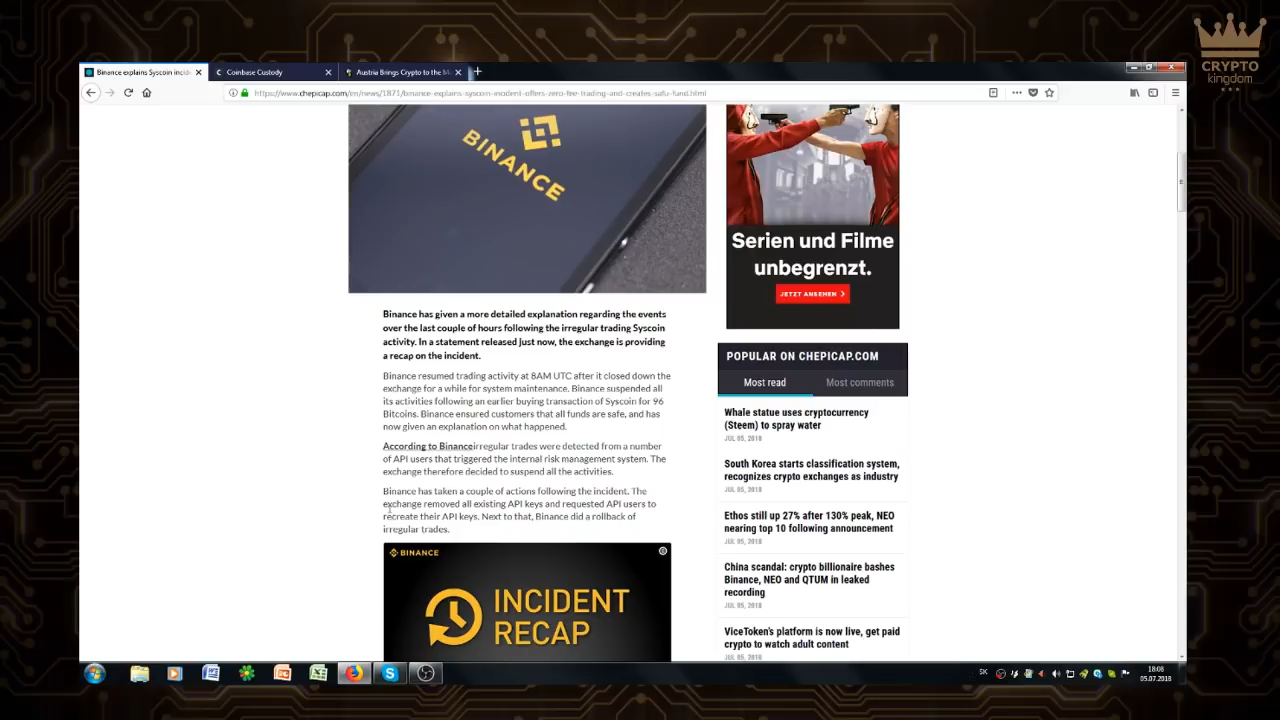 CRYPTO
kingdom
Binance explains Syscoin incid
Coinbase Custody
Austria Brings Crypto to the M
https://www.chepicap.com/en/news/1871/binance-explains-syscoin-incident-offers-zero-fee-trading-and-creates-safu-fund.html
BINANCE
Serien und Filme
unbegrenzt.
JETZT ANSEHEN
Binance has given a more detailed explanation regarding the events
over the last couple of hours following the irregular trading Syscoin
activity. In a statement released just now, the exchange is providing
a recap on the incident.
Binance resumed trading activity at 8AM UTC after it closed down the
exchange for a while for system maintenance. Binance suspended all
its activities following an earlier buying transaction of Syscoin for 96
Bitcoins. Binance ensured customers that all funds are safe, and has
now given an explanation on what happened.
According to Binance irregular trades were detected from a number
of API users that triggered the internal risk management system. The
exchange therefore decided to suspend all the activities.
Binance has taken a couple of actions following the incident. The
exchange removed all existing API keys and requested API users to
recreate their API keys. Next to that, Binance did a rollback of
irregular trades.
BINANCE
INCIDENT
RECAP
POPULAR ON CHEPICAP.COM
Most read
Most comments
Whale statue uses cryptocurrency
(Steem) to spray water
JUL 05, 2018
South Korea starts classification system,
recognizes crypto exchanges as industry
JUL 05, 2018
Ethos still up 27% after 130% peak, NEO
nearing top 10 following announcement
JUL 05, 2018
China scandal: crypto billionaire bashes
Binance, NEO and QTUM in leaked
recording
JUL 05, 2018
ViceToken's platform is now live, get paid
crypto to watch adult content
JUL 05, 2018
SK
18:08
05.07.2018